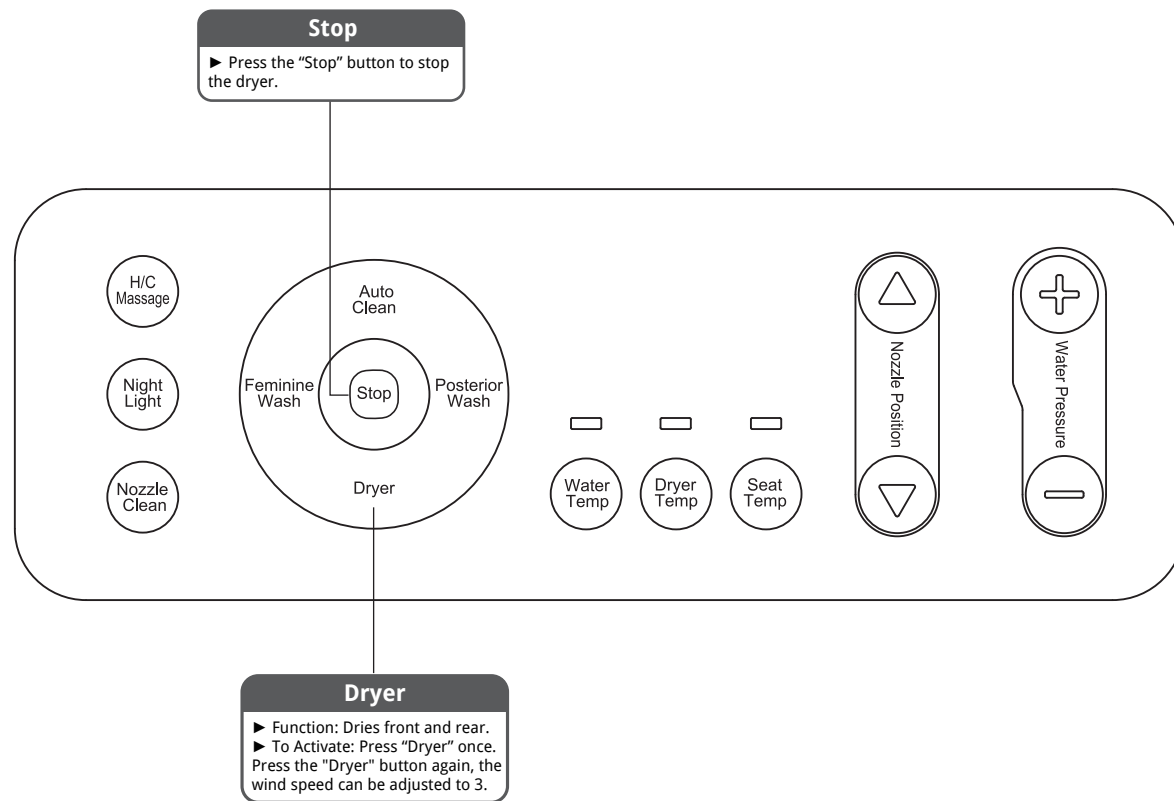 Stop
► Press the “Stop” button to stop
the dryer.
H/C
Massage
Night
Light
Nozzle
Clean
Auto
Clean
Feminine
Wash
Stop
Posterior
Wash
Dryer
Water
Temp
Dryer
Temp
Seat
Temp
Nozzle Position
Water Pressure
Dryer
► Function: Dries front and rear.
► To Activate: Press “Dryer” once.
Press the "Dryer" button again, the
wind speed can be adjusted to 3.